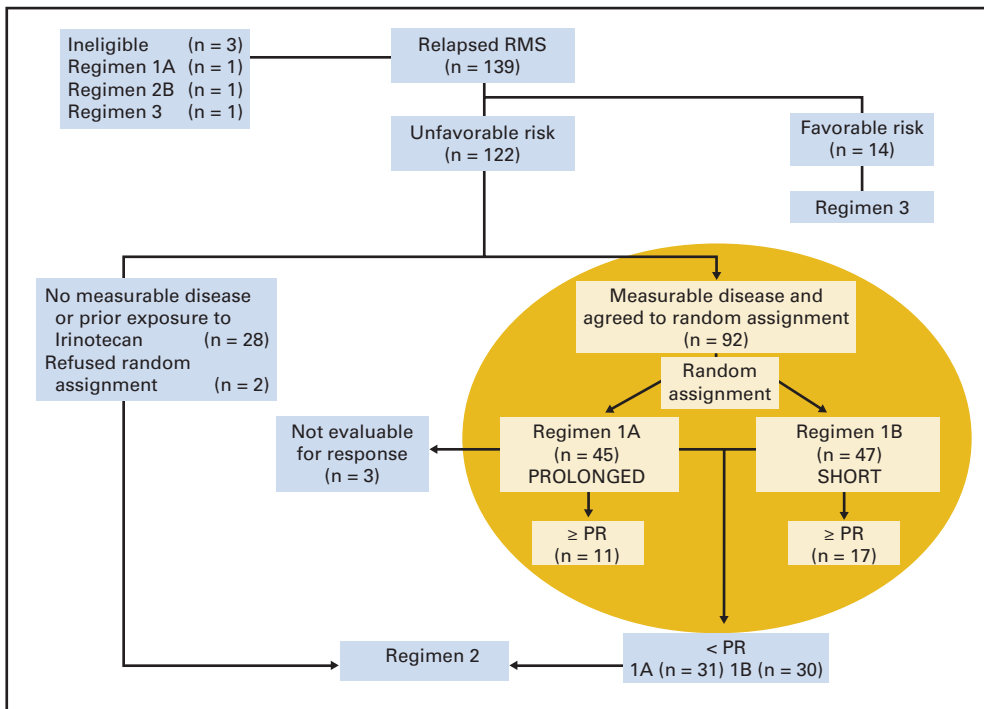 Ineligible (n = 3)
Regimen 1A (n = 1)
Regimen 2B (n = 1)
Regimen 3 (n = 1)
Relapsed RMS
(n = 139)
Unfavorable risk
(n = 122)
Favorable risk
(n = 14)
Regimen 3
No measurable disease
or prior exposure to
Irinotecan (n = 28)
Refused random
assignment (n = 2)
Measurable disease and
agreed to random assignment
(n = 92)
Random
assignment
Not evaluable
for response
(n = 3)
Regimen 1A
(n = 45)
PROLONGED
Regimen 1B
(n = 47)
SHORT
≥ PR
(n = 11)
≥ PR
(n = 17)
Regimen 2
< PR
1A (n = 31) 1B (n = 30)